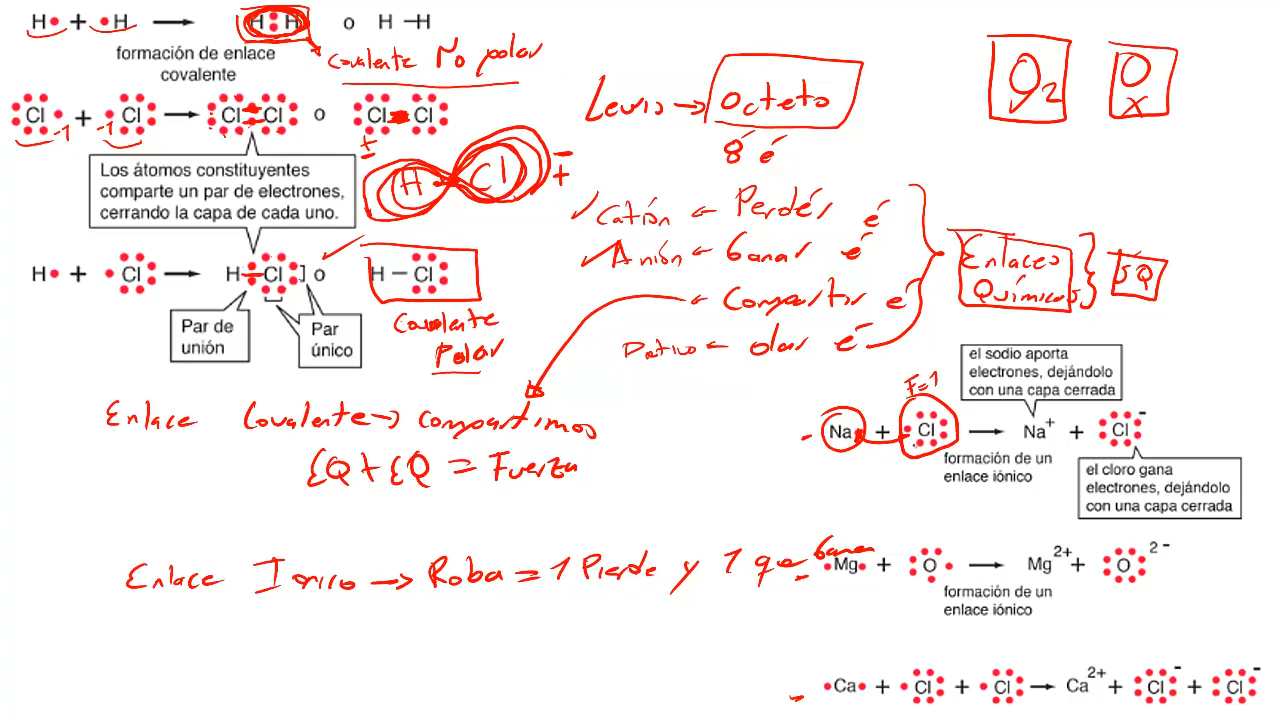 H• + •H → H:H o H—H
covalente No polar
formación de enlace
covalente
Cl + Cl → Cl Cl o Cl Cl
-1 -1
Los átomos constituyentes
comparte un par de electrones,
cerrando la capa de cada uno.
± H Cl − +
H• + •Cl → H—Cl o H—Cl
Par de
unión
Par
único
Covalente
Polar
Lewis → Octeto
8 é
O2
O
x
Catión ← Perder é
Anión ← Ganar é
← Compartir é
Dativo ← dar é
Enlaces
Químicos
SQ
Enlace Covalente → compartimos
EQ + EQ = Fuerza
Enlace Ionico → Roba = 1 Pierde y 1 que
Gana
el sodio aporta
electrones, dejándolo
con una capa cerrada
F=1
Na + Cl → Na+ + Cl-
formación de un
enlace iónico
el cloro gana
electrones, dejándolo
con una capa cerrada
•Mg• + O → Mg2+ + O 2-
formación de un
enlace iónico
•Ca• + Cl + Cl → Ca2+ + Cl- + Cl-